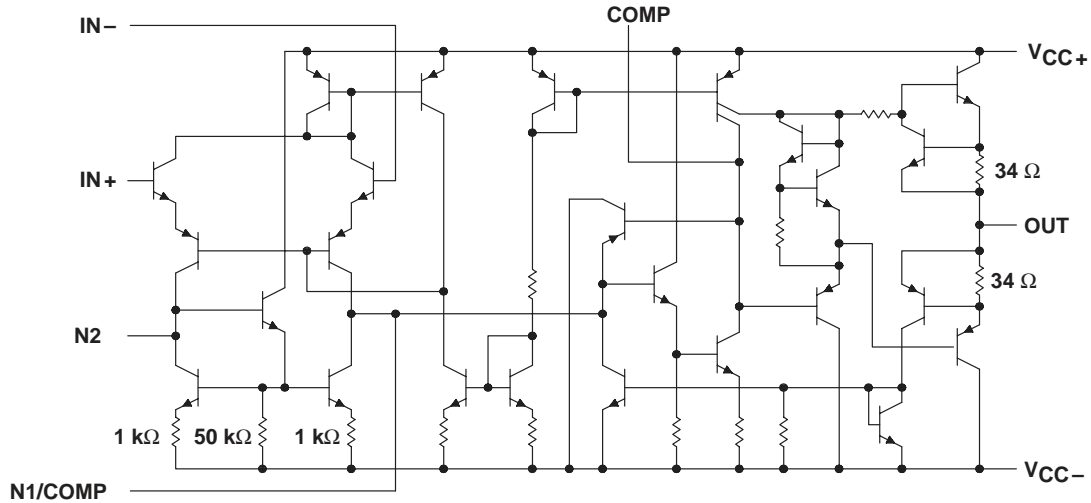 IN−
COMP
VCC+
IN+
34 Ω
OUT
34 Ω
N2
1 kΩ
50 kΩ
1 kΩ
VCC−
N1/COMP